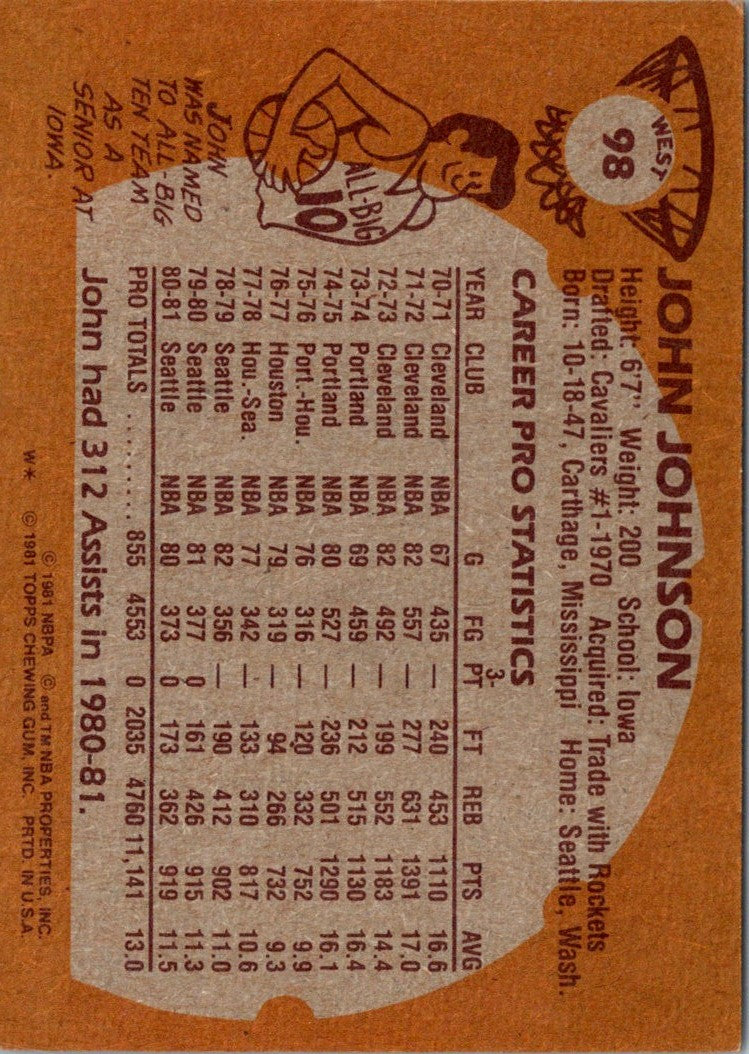 WEST
98
JOHN JOHNSON
Height: 6'7" Weight: 200 School: Iowa
Drafted: Cavaliers #1-1970 Acquired: Trade with Rockets
Born: 10-18-47, Carthage, Mississippi Home: Seattle, Wash.
CAREER PRO STATISTICS
YEAR CLUB G FG 3-PT FT REB PTS AVG
70-71 Cleveland NBA 67 435 — 240 453 1110 16.6
71-72 Cleveland NBA 82 557 — 277 631 1391 17.0
72-73 Cleveland NBA 82 492 — 199 552 1183 14.4
73-74 Portland NBA 69 459 — 212 515 1130 16.4
74-75 Portland NBA 80 527 — 236 501 1290 16.1
75-76 Port.-Hou. NBA 76 316 — 120 332 752 9.9
76-77 Houston NBA 79 319 — 94 266 732 9.3
77-78 Hou.-Sea. NBA 77 342 — 133 310 817 10.6
78-79 Seattle NBA 82 356 — 190 412 902 11.0
79-80 Seattle NBA 81 377 0 161 426 915 11.3
80-81 Seattle NBA 80 373 0 173 362 919 11.5
PRO TOTALS .......... 855 4553 0 2035 4760 11,141 13.0
John had 312 Assists in 1980-81.
ALL-BIG
10
JOHN
WAS NAMED
TO ALL-BIG
TEN TEAM
AS A
SENIOR AT
IOWA.
© 1981 NBPA © and TM NBA PROPERTIES, INC.
W* © 1981 TOPPS CHEWING GUM, INC. PRTD. IN U.S.A.